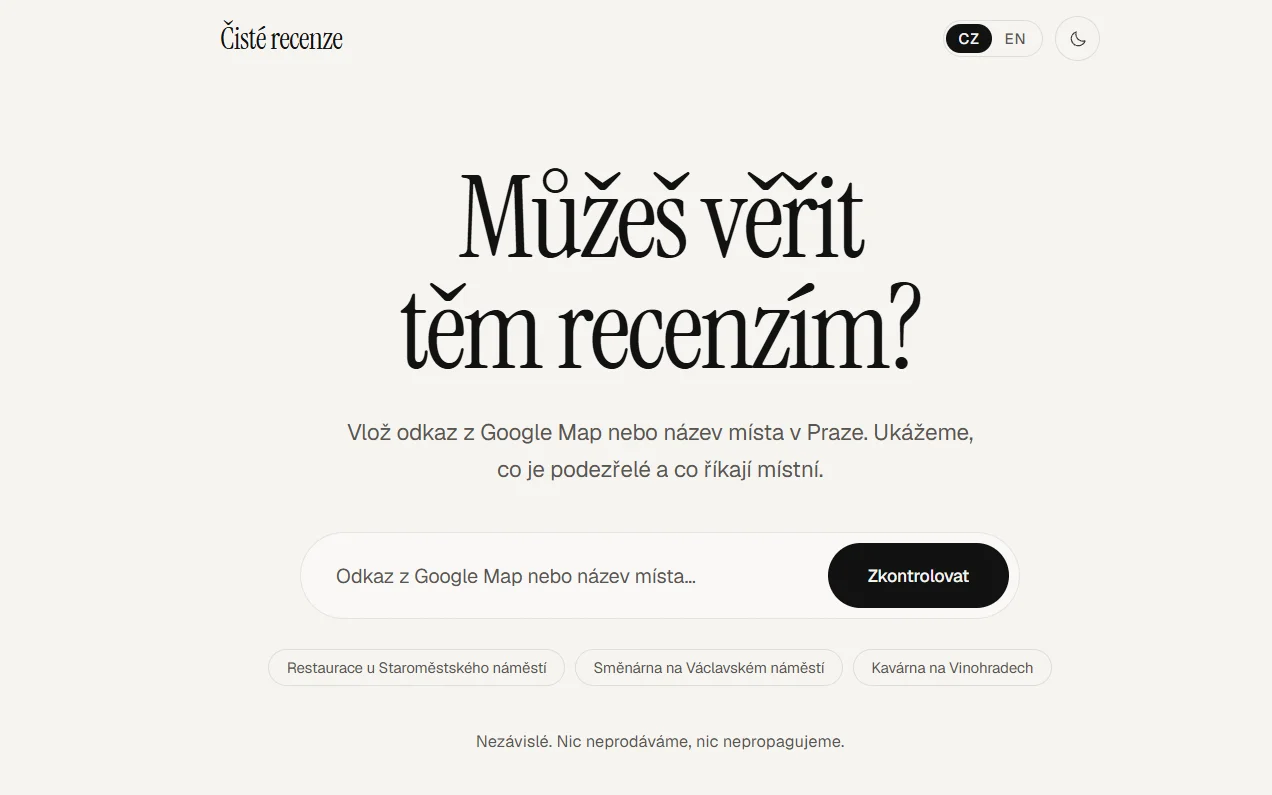 Čisté recenze
CZ EN
Můžeš věřit
těm recenzím?
Vlož odkaz z Google Map nebo název místa v Praze. Ukážeme,
co je podezřelé a co říkají místní.
Odkaz z Google Map nebo název místa…
Zkontrolovat
Restaurace u Staroměstského náměstí
Směnárna na Václavském náměstí
Kavárna na Vinohradech
Nezávislé. Nic neprodáváme, nic nepropagujeme.